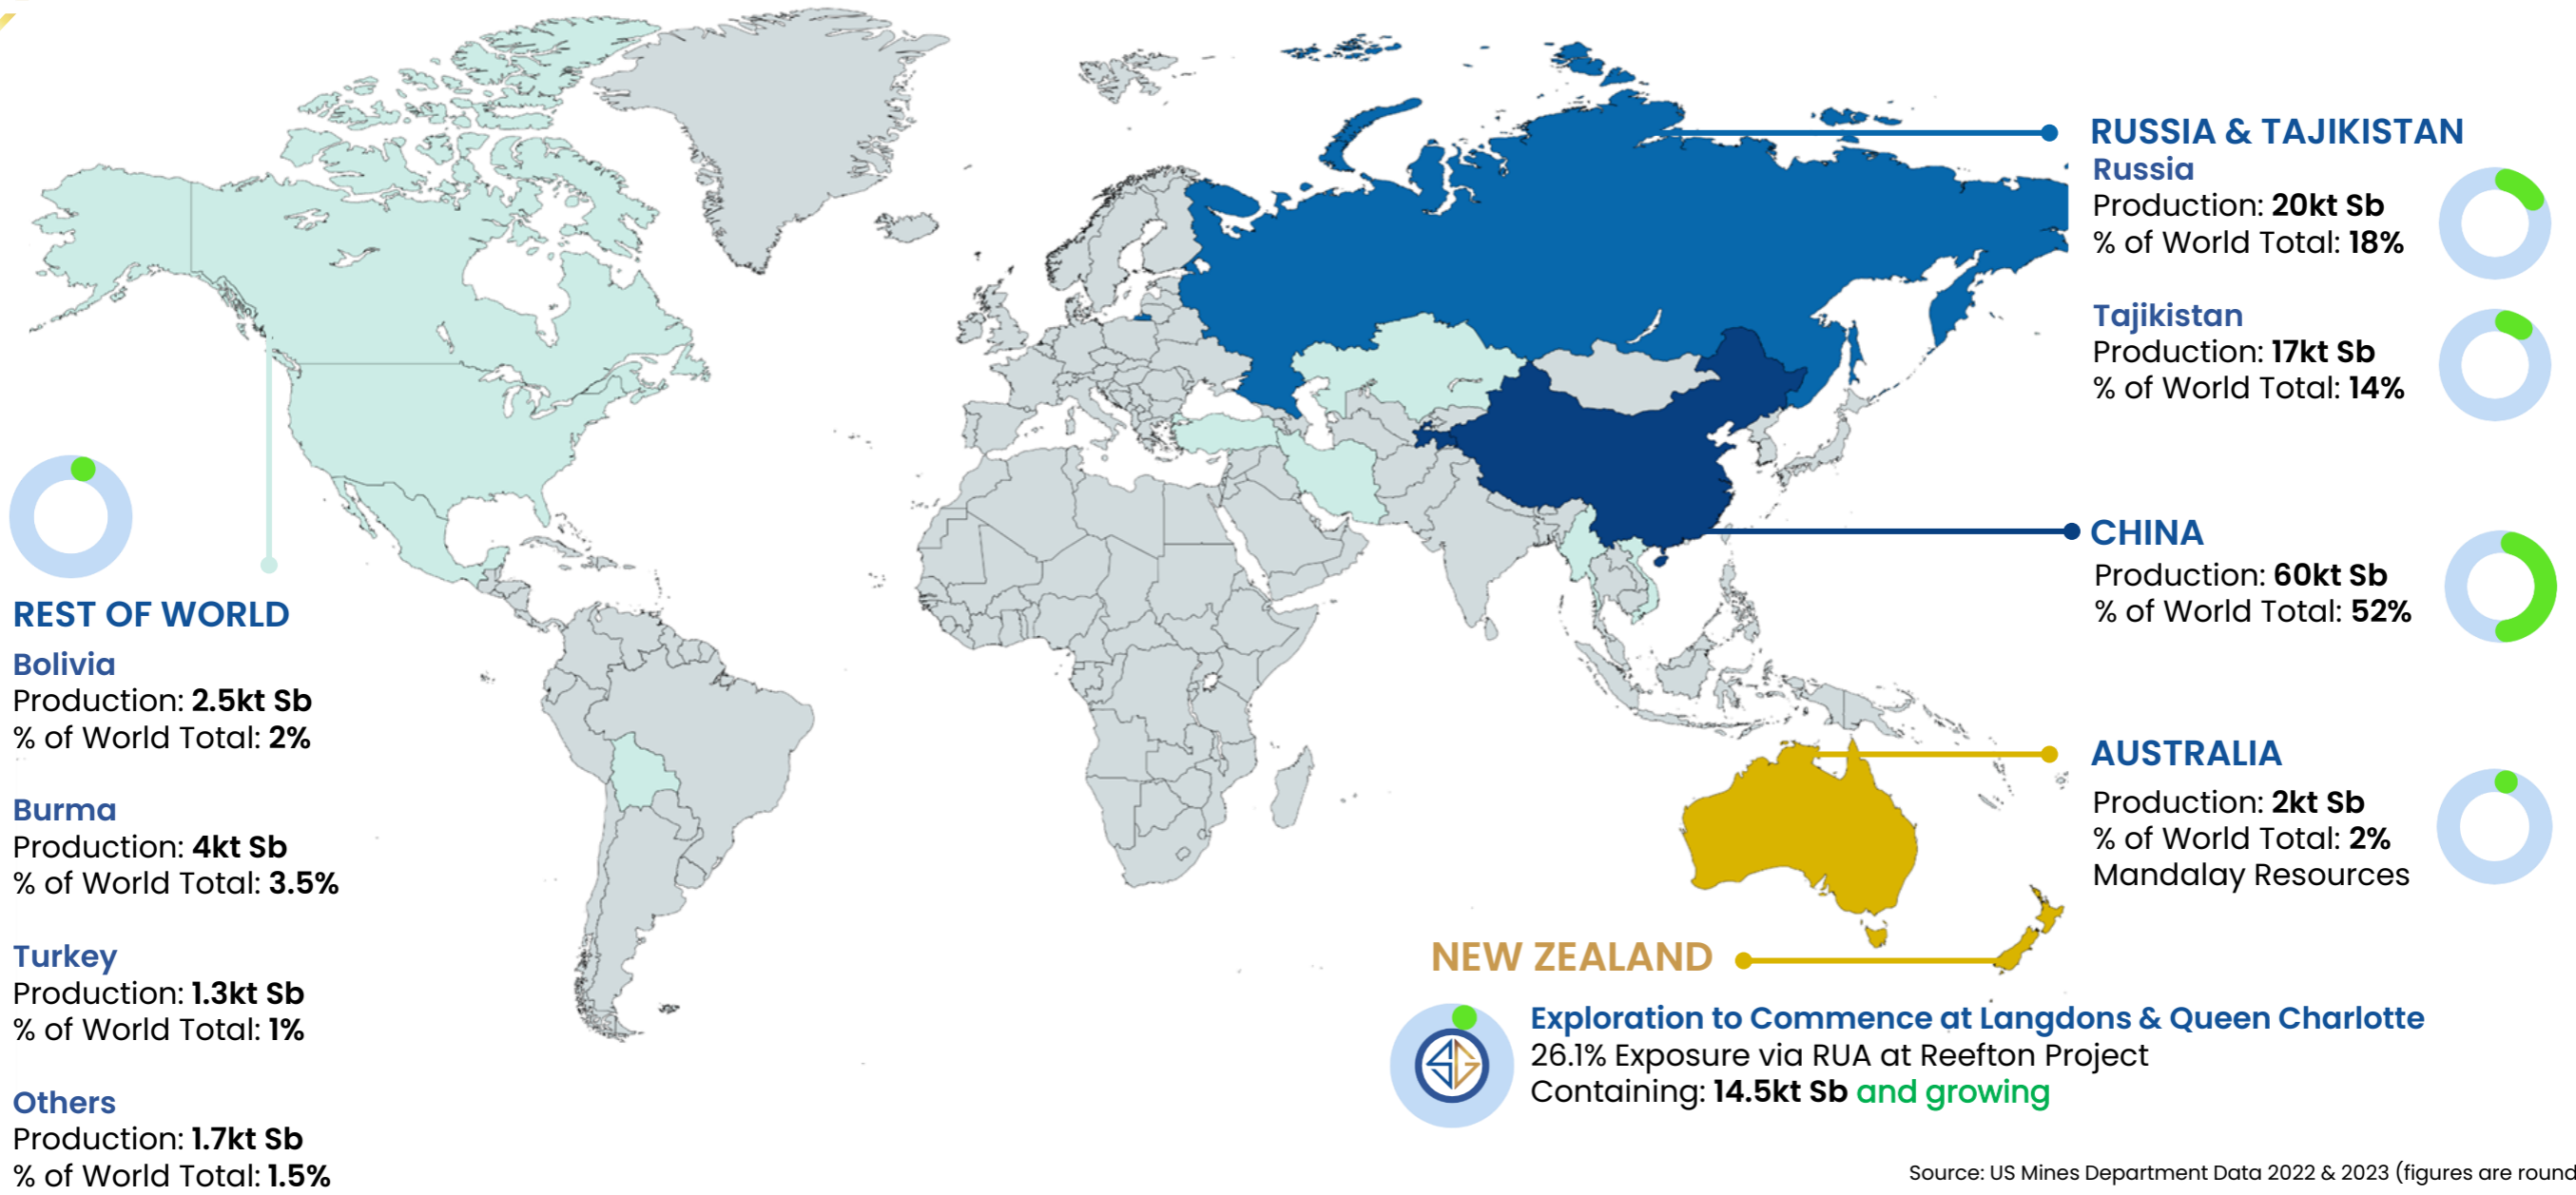 RUSSIA & TAJIKISTAN
Russia
Production: 20kt Sb
% of World Total: 18%
Tajikistan
Production: 17kt Sb
% of World Total: 14%
CHINA
Production: 60kt Sb
% of World Total: 52%
AUSTRALIA
Production: 2kt Sb
% of World Total: 2%
Mandalay Resources
REST OF WORLD
Bolivia
Production: 2.5kt Sb
% of World Total: 2%
Burma
Production: 4kt Sb
% of World Total: 3.5%
Turkey
Production: 1.3kt Sb
% of World Total: 1%
Others
Production: 1.7kt Sb
% of World Total: 1.5%
NEW ZEALAND
Exploration to Commence at Langdons & Queen Charlotte
26.1% Exposure via RUA at Reefton Project
Containing: 14.5kt Sb and growing
Source: US Mines Department Data 2022 & 2023 (figures are round